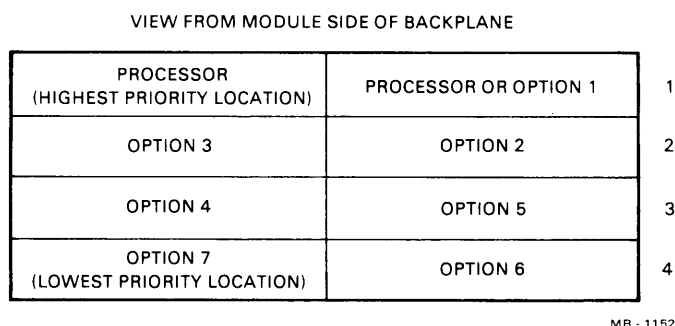 VIEW FROM MODULE SIDE OF BACKPLANE
PROCESSOR
(HIGHEST PRIORITY LOCATION)
PROCESSOR OR OPTION 1
1
OPTION 3
OPTION 2
2
OPTION 4
OPTION 5
3
OPTION 7
(LOWEST PRIORITY LOCATION)
OPTION 6
4
MR - 1152